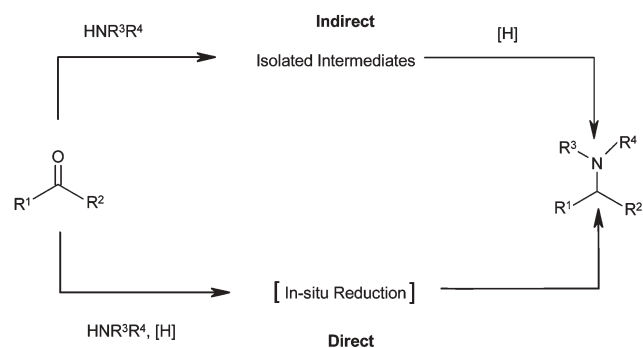 Indirect
HNR³R⁴
[H]
Isolated Intermediates
O
R¹
R²
R³
R⁴
N
R¹
R²
[ In-situ Reduction ]
HNR³R⁴, [H]
Direct